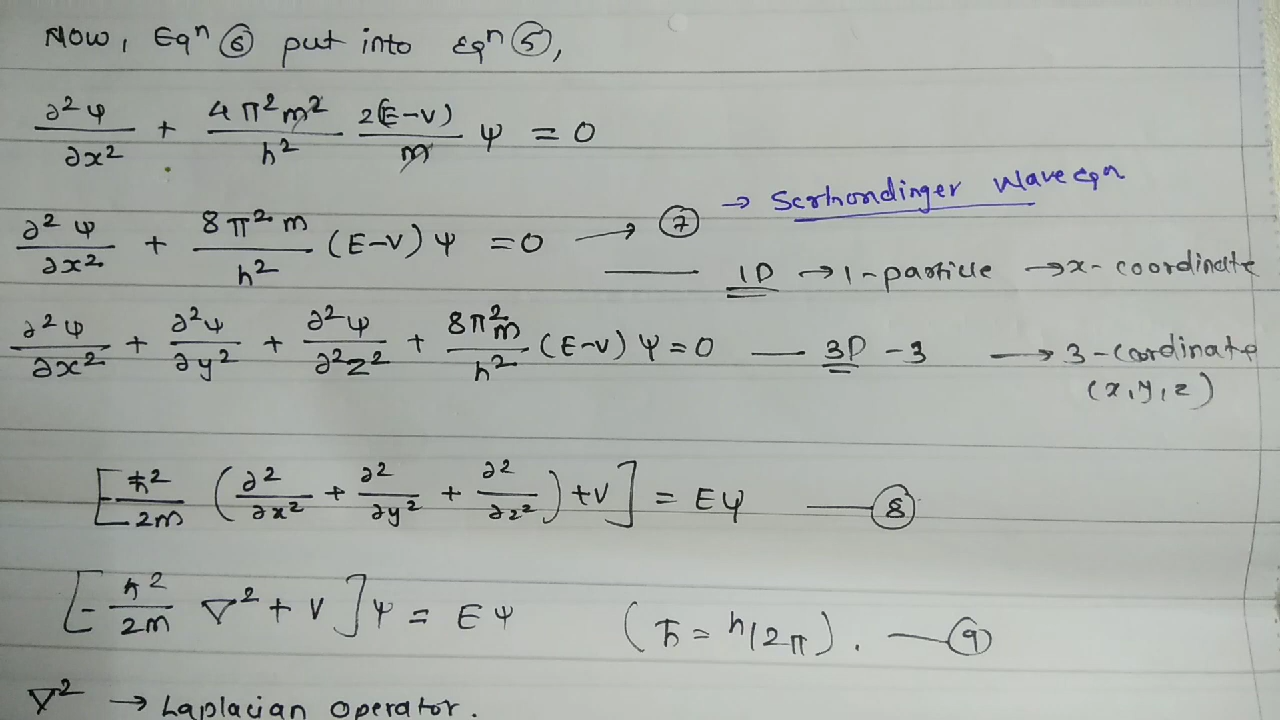 Now, Eqⁿ ⑥ put into Eqⁿ ⑤,
∂²ψ/∂x² + 4π²m²/h² 2(E-V)/m ψ = 0
→ Serhondinger Wave eqn
∂²ψ/∂x² + 8π²m/h² (E-V) ψ = 0 → ⑦
— 1D → 1-particle → x-coordinate
∂²ψ/∂x² + ∂²ψ/∂y² + ∂²ψ/∂²z² + 8π²m/h² (E-V) ψ = 0 — 3D - 3 → 3-cordinate
(x, y, z)
[-ħ²/2m (∂²/∂x² + ∂²/∂y² + ∂²/∂z²) + V] = Eψ — ⑧
[-ħ²/2m ∇² + V] ψ = Eψ (ħ = h/2π). — ⑨
∇² → Laplacian operator.